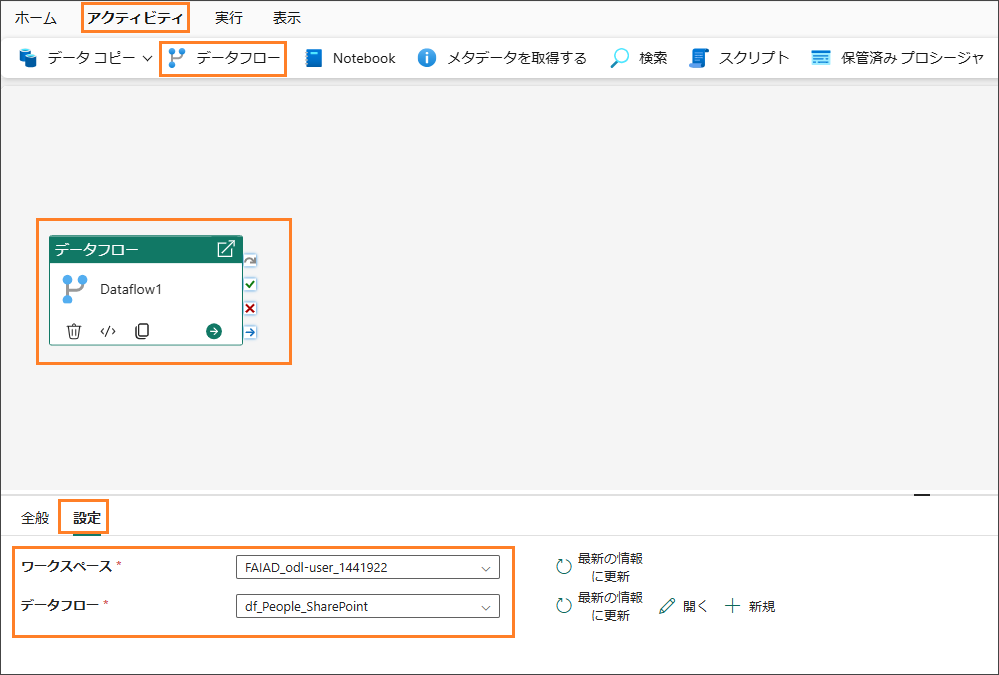 ホーム アクティビティ 実行 表示
データ コピー データフロー Notebook メタデータを取得する 検索 スクリプト 保管済み プロシージャ
データフロー
Dataflow1
全般 設定
ワークスペース * FAIAD_odl-user_1441922 最新の情報
に更新
データフロー * df_People_SharePoint 最新の情報 開く 新規
に更新